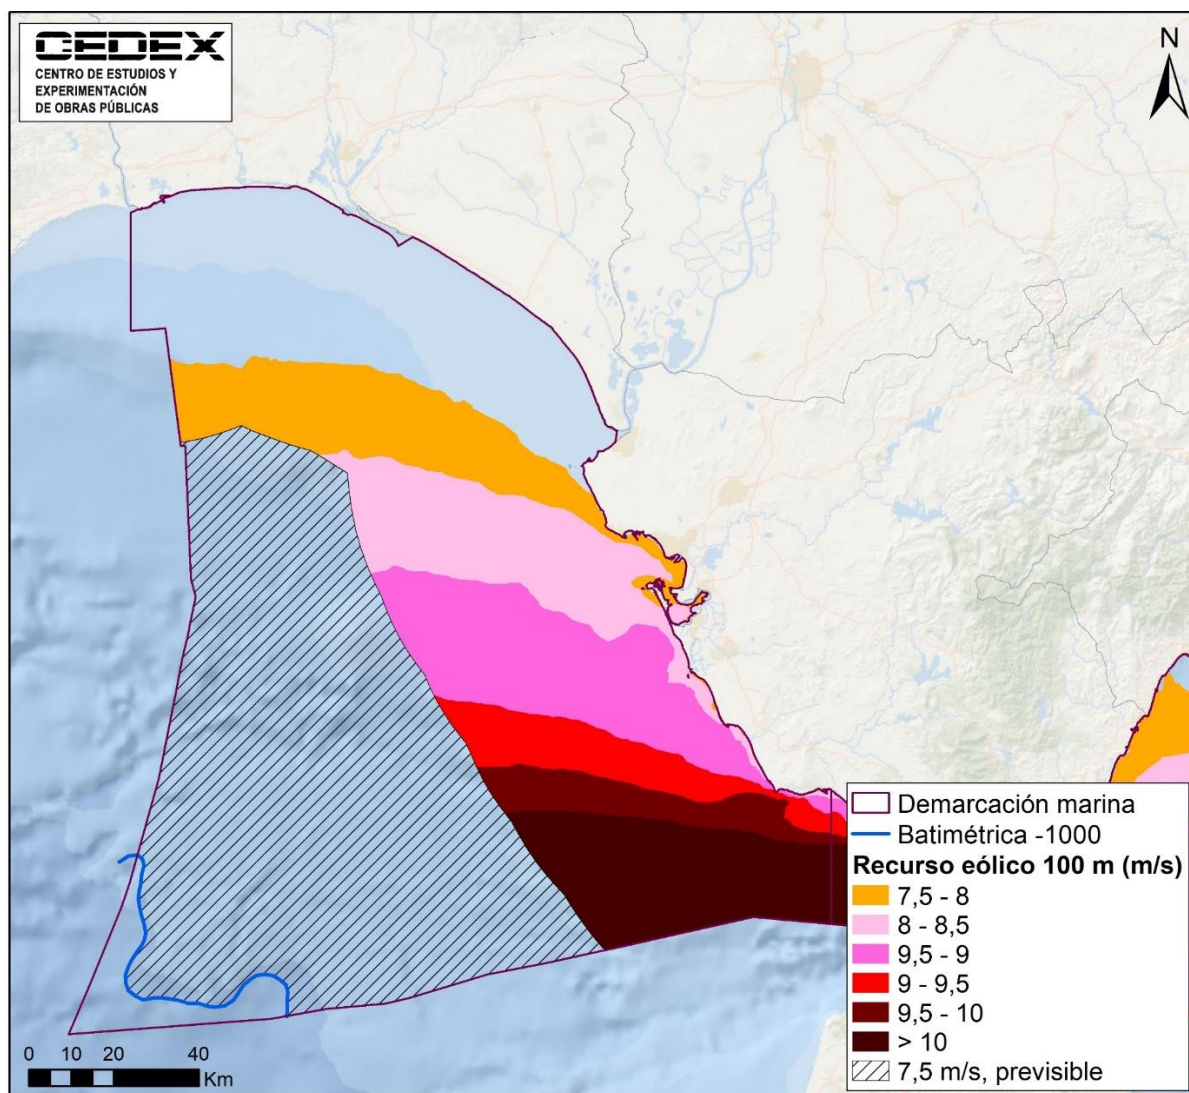 CEDEX
CENTRO DE ESTUDIOS Y
EXPERIMENTACIÓN
DE OBRAS PÚBLICAS
N
Demarcación marina
Batimétrica -1000
Recurso eólico 100 m (m/s)
7,5 - 8
8 - 8,5
9,5 - 9
9 - 9,5
9,5 - 10
> 10
7,5 m/s, previsible
0 10 20 40
Km